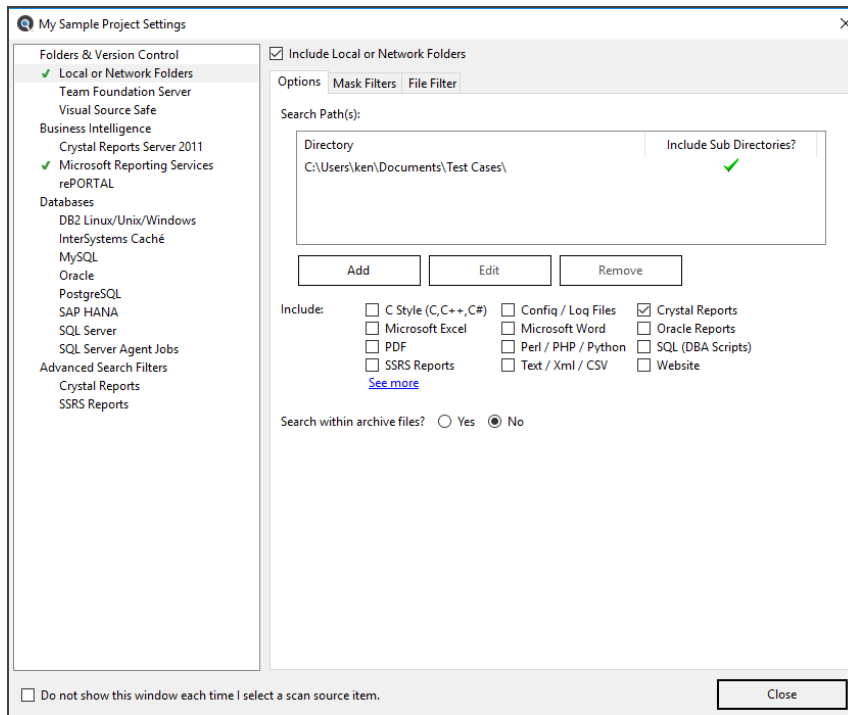 My Sample Project Settings
Folders & Version Control
Local or Network Folders
Team Foundation Server
Visual Source Safe
Business Intelligence
Crystal Reports Server 2011
Microsoft Reporting Services
rePORTAL
Databases
DB2 Linux/Unix/Windows
InterSystems Caché
MySQL
Oracle
PostgreSQL
SAP HANA
SQL Server
SQL Server Agent Jobs
Advanced Search Filters
Crystal Reports
SSRS Reports
Include Local or Network Folders
Options Mask Filters File Filter
Search Path(s):
Directory Include Sub Directories?
C:\Users\ken\Documents\Test Cases\
Add Edit Remove
Include: C Style (C,C++,C#) Config / Log Files Crystal Reports
Microsoft Excel Microsoft Word Oracle Reports
PDF Perl / PHP / Python SQL (DBA Scripts)
SSRS Reports Text / Xml / CSV Website
See more
Search within archive files? Yes No
Do not show this window each time I select a scan source item.
Close